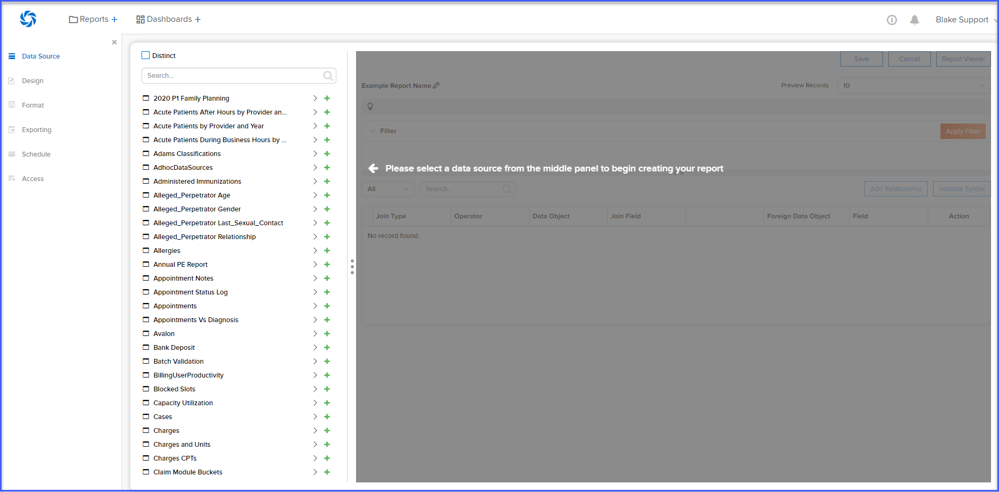 Reports +
Dashboards +
Blake Support
Data Source
Design
Format
Exporting
Schedule
Access
Distinct
Search...
2020 P1 Family Planning
Acute Patients After Hours by Provider an...
Acute Patients by Provider and Year
Acute Patients During Business Hours by ...
Adams Classifications
AdhocDataSources
Administered Immunizations
Alleged_Perpetrator Age
Alleged_Perpetrator Gender
Alleged_Perpetrator Last_Sexual_Contact
Alleged_Perpetrator Relationship
Allergies
Annual PE Report
Appointment Notes
Appointment Status Log
Appointments
Appointments Vs Diagnosis
Avalon
Bank Deposit
Batch Validation
BillingUserProductivity
Blocked Slots
Capacity Utilization
Cases
Charges
Charges and Units
Charges CPTs
Claim Module Buckets
Save Cancel Report Viewer
Example Report Name
Preview Records 10
Filter
Apply Filter
Please select a data source from the middle panel to begin creating your report
All Search... Add Relationship Validate Syntax
Join Type Operator Data Object Join Field Foreign Data Object Field Action
No record found.